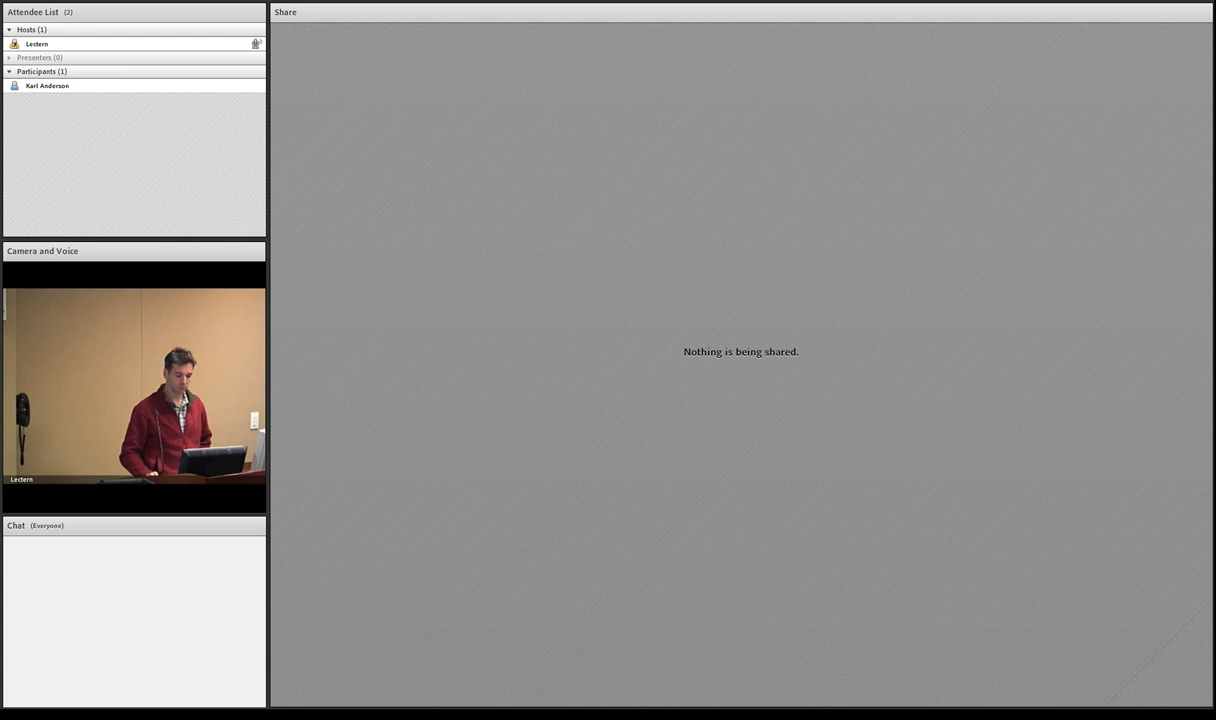 Attendee List (2)
Hosts (1)
Lectern
Presenters (0)
Participants (1)
Karl Anderson
Camera and Voice
Lectern
Chat (Everyone)
Share
Nothing is being shared.